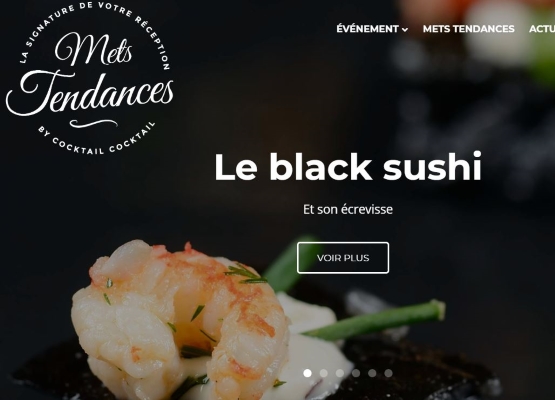 LA SIGNATURE DE VOTRE RÉCEPTION
Mets
Tendances
BY COCKTAIL COCKTAIL
ÉVÉNEMENT METS TENDANCES ACTU
Le black sushi
Et son écrevisse
VOIR PLUS